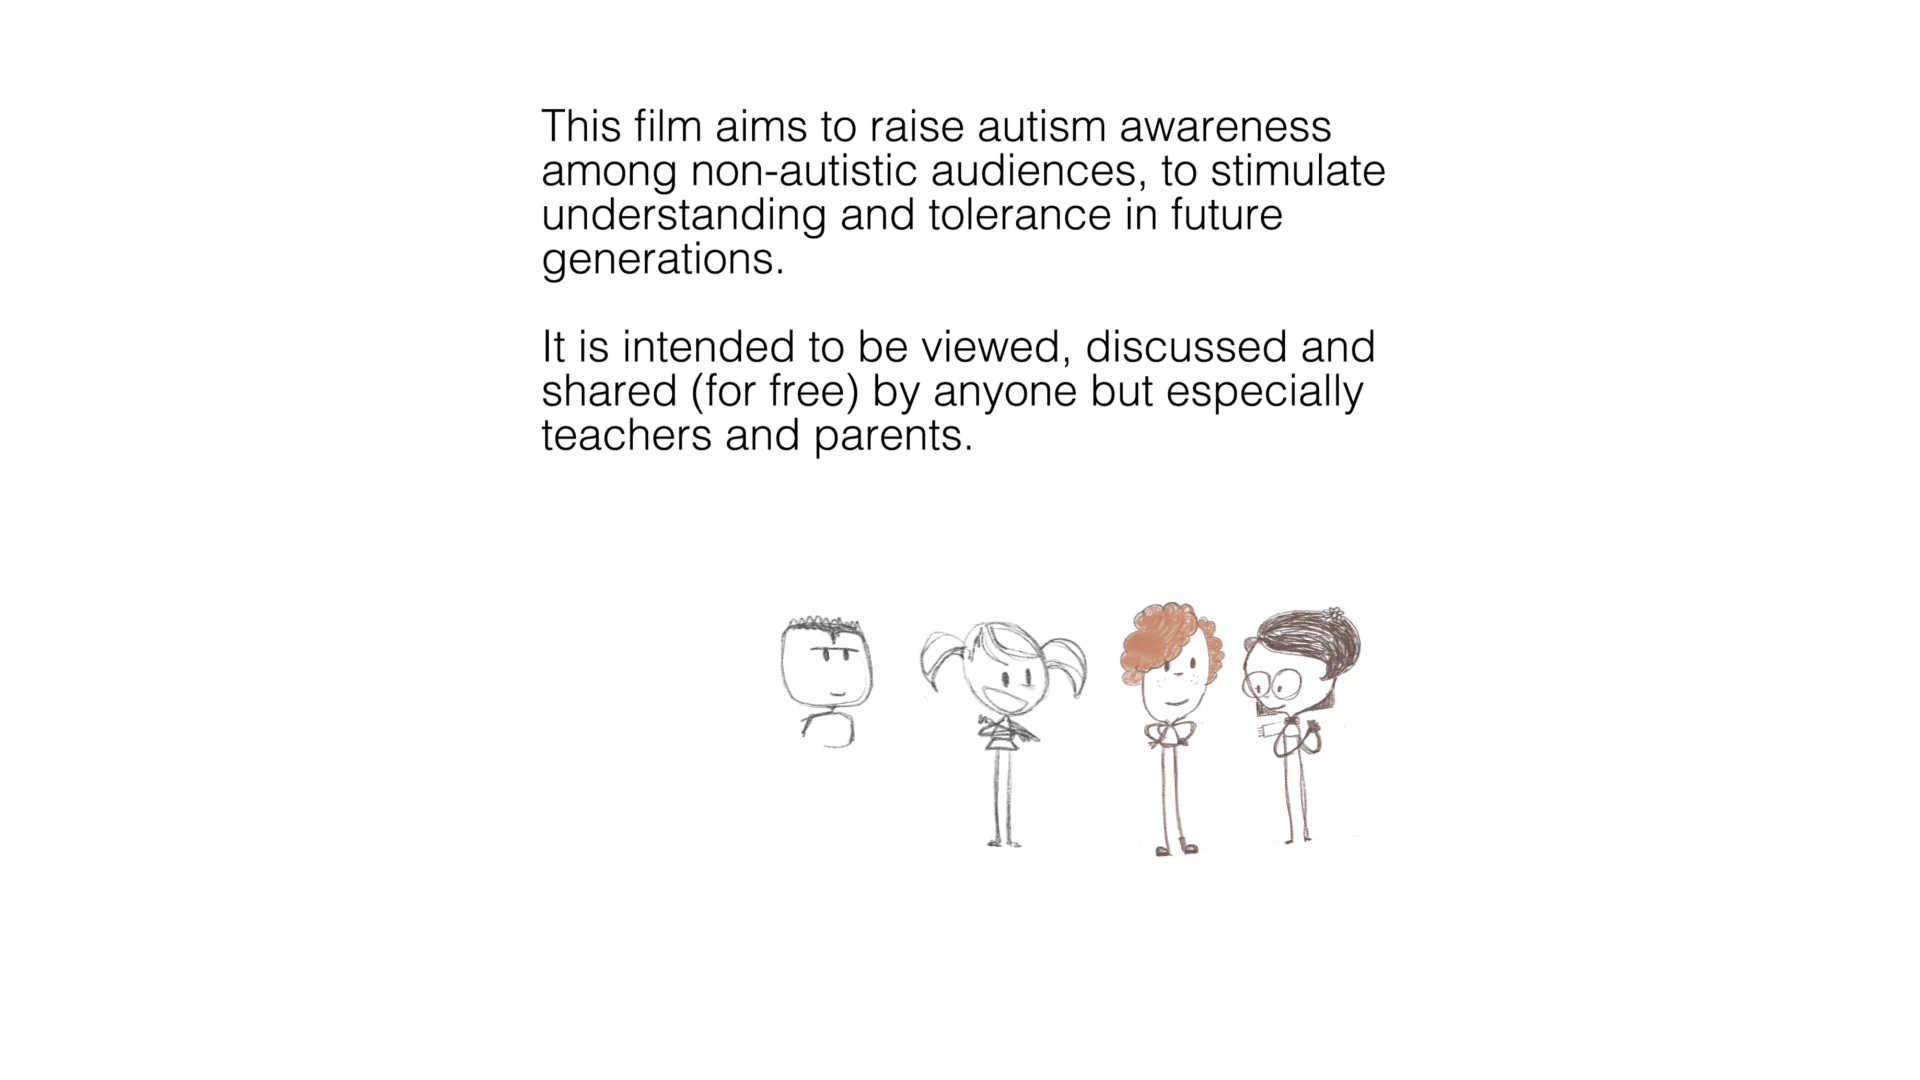 This film aims to raise autism awareness
among non-autistic audiences, to stimulate
understanding and tolerance in future
generations.
It is intended to be viewed, discussed and
shared (for free) by anyone but especially
teachers and parents.